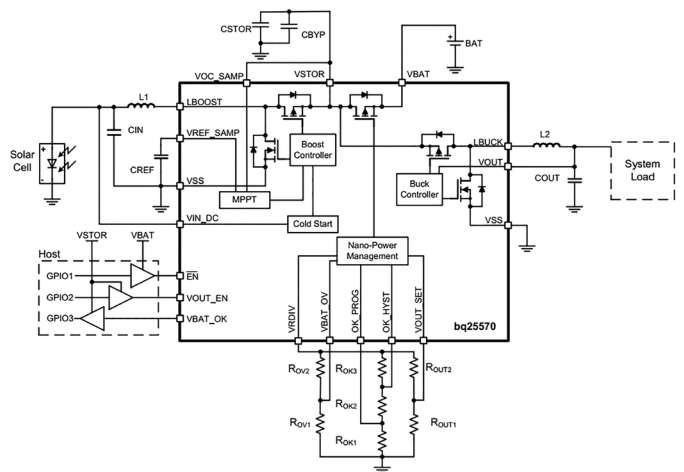 CSTOR
CBYP
BAT
VOC_SAMP
VSTOR
VBAT
L1
LBOOST
CIN
VREF_SAMP
CREF
Boost
Controller
LBUCK
L2
VOUT
Solar
Cell
+
-
VSS
MPPT
Buck
Controller
COUT
System
Load
VIN_DC
Cold Start
VSS
Host
VSTOR
VBAT
Nano-Power
Management
GPIO1
EN
GPIO2
VOUT_EN
GPIO3
VBAT_OK
VRDIV
VBAT_OV
OK_PROG
OK_HYST
VOUT_SET
bq25570
ROV2
ROK3
ROUT2
ROK2
ROV1
ROUT1
ROK1